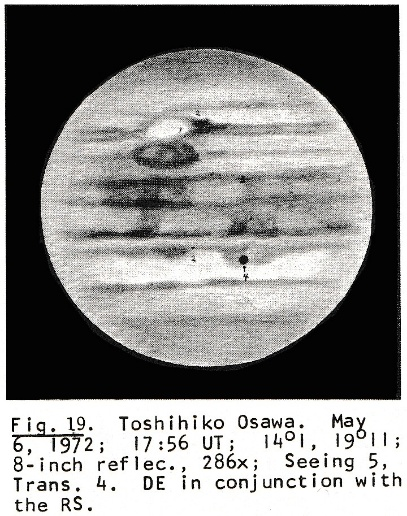 4
Fig. 19. Toshihiko Osawa. May
6, 1972; 17:56 UT; 14°1, 19°11;
8-inch reflec., 286x; Seeing 5,
Trans. 4. DE in conjunction with
the RS.